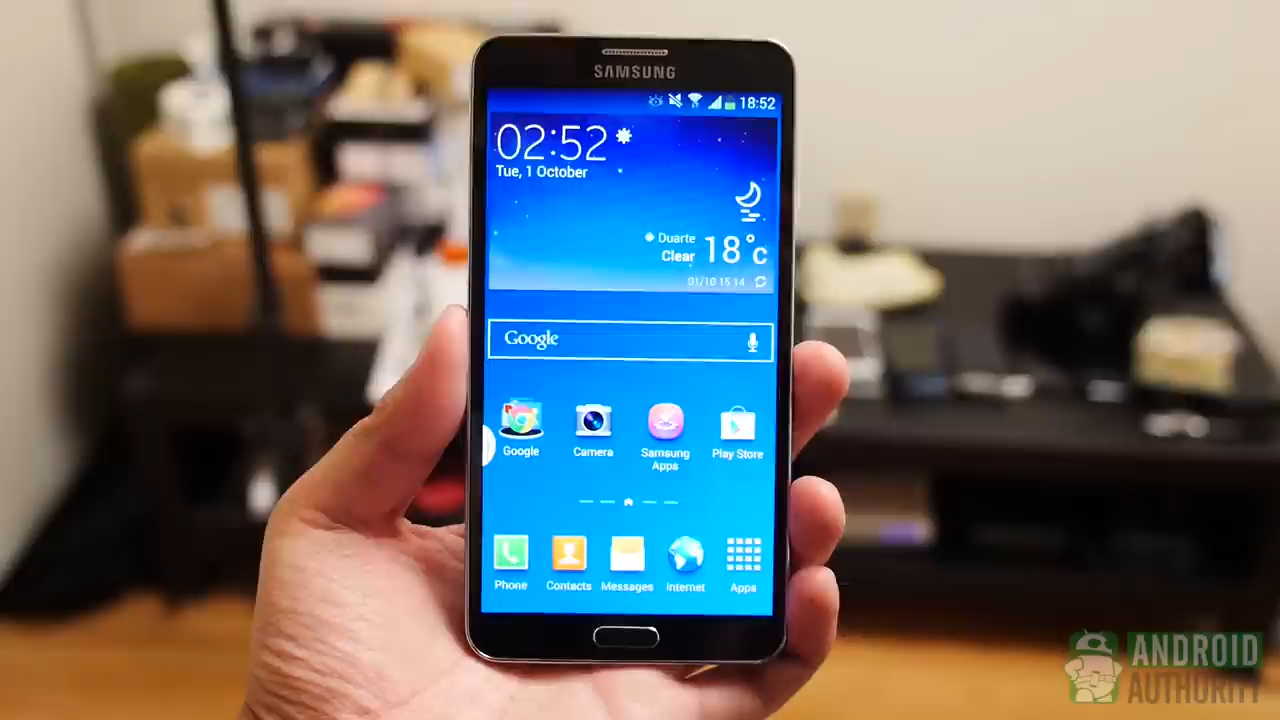 SAMSUNG
18:52
02:52
Tue, 1 October
Duarte
Clear
18°C
01/10 15:14
Google
Google
Camera
Samsung
Apps
Play Store
Phone
Contacts
Messages
Internet
Apps
ANDROID
AUTHORITY